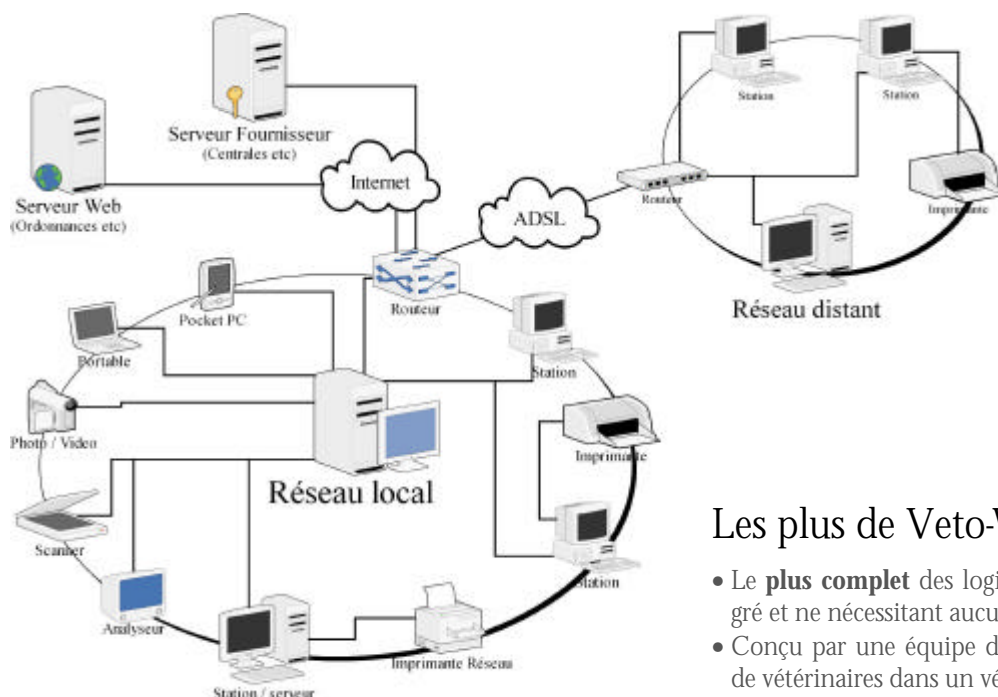 Serveur Fournisseur
(Centrales etc)
Serveur Web
(Ordonnances etc)
Internet
ADSL
Routeur
Station
Station
Routeur
Imprimante
Réseau distant
Pocket PC
Portable
Photo / Video
Scanner
Analyseur
Station / serveur
Imprimante Réseau
Station
Imprimante
Station
Réseau local
Les plus de Veto-
• Le plus complet des logi
gré et ne nécessitant aucu
• Conçu par une équipe d
de vétérinaires dans un vé